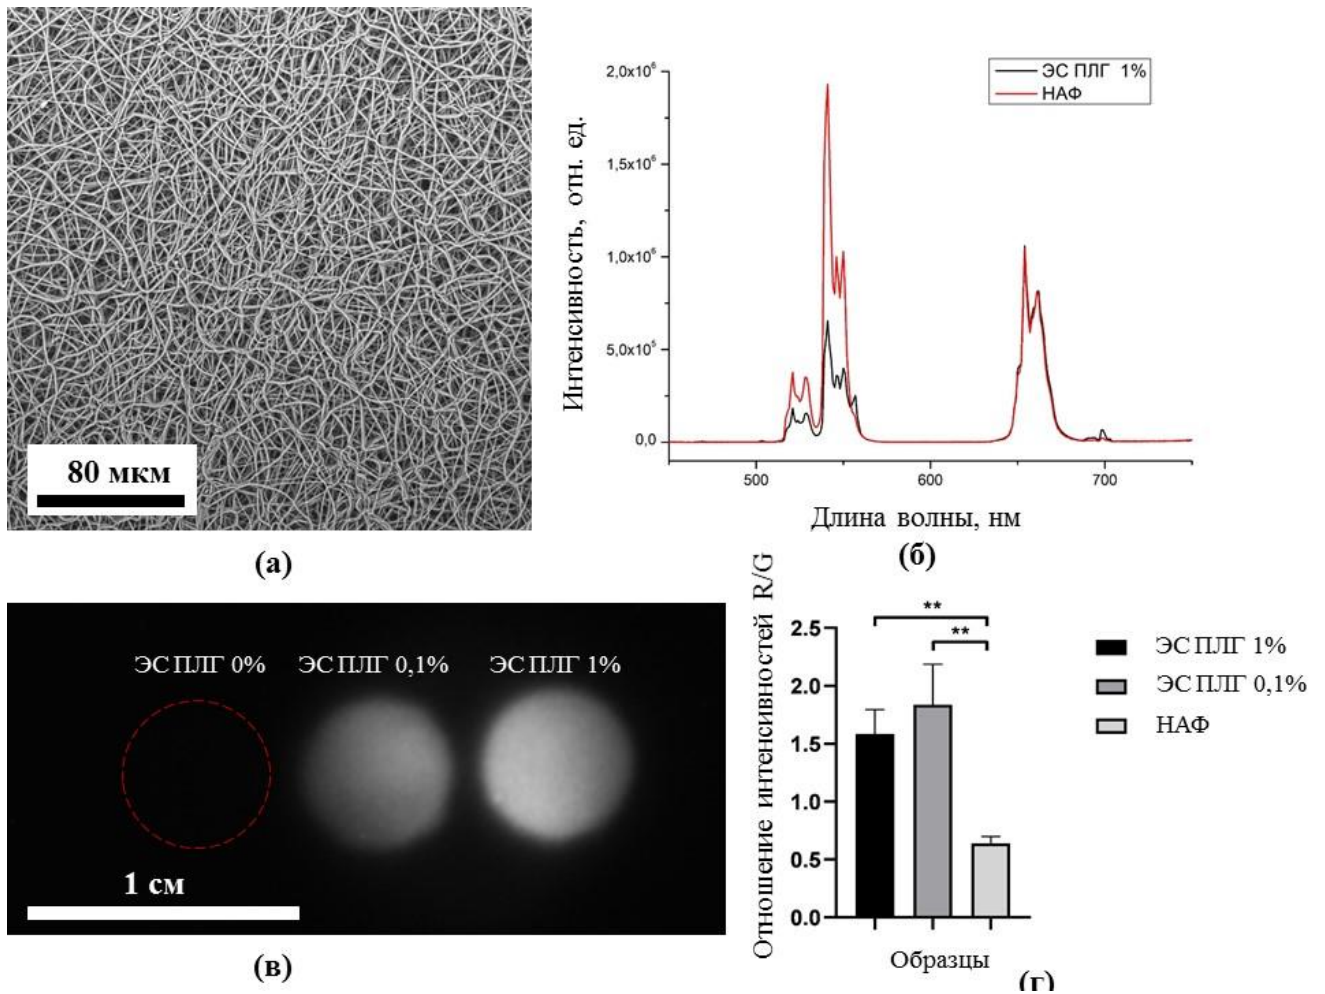 80 мкм
(а)
ЭС ПЛГ 1%
НАФ
Интенсивность, отн. ед.
2,0x10⁶
1,5x10⁶
1,0x10⁶
5,0x10⁵
0,0
500
600
700
Длина волны, нм
(б)
ЭС ПЛГ 0%
ЭС ПЛГ 0,1%
ЭС ПЛГ 1%
1 см
(в)
Отношение интенсивностей R/G
2.5
2.0
1.5
1.0
0.5
0.0
**
**
ЭС ПЛГ 1%
ЭС ПЛГ 0,1%
НАФ
Образцы
(г)